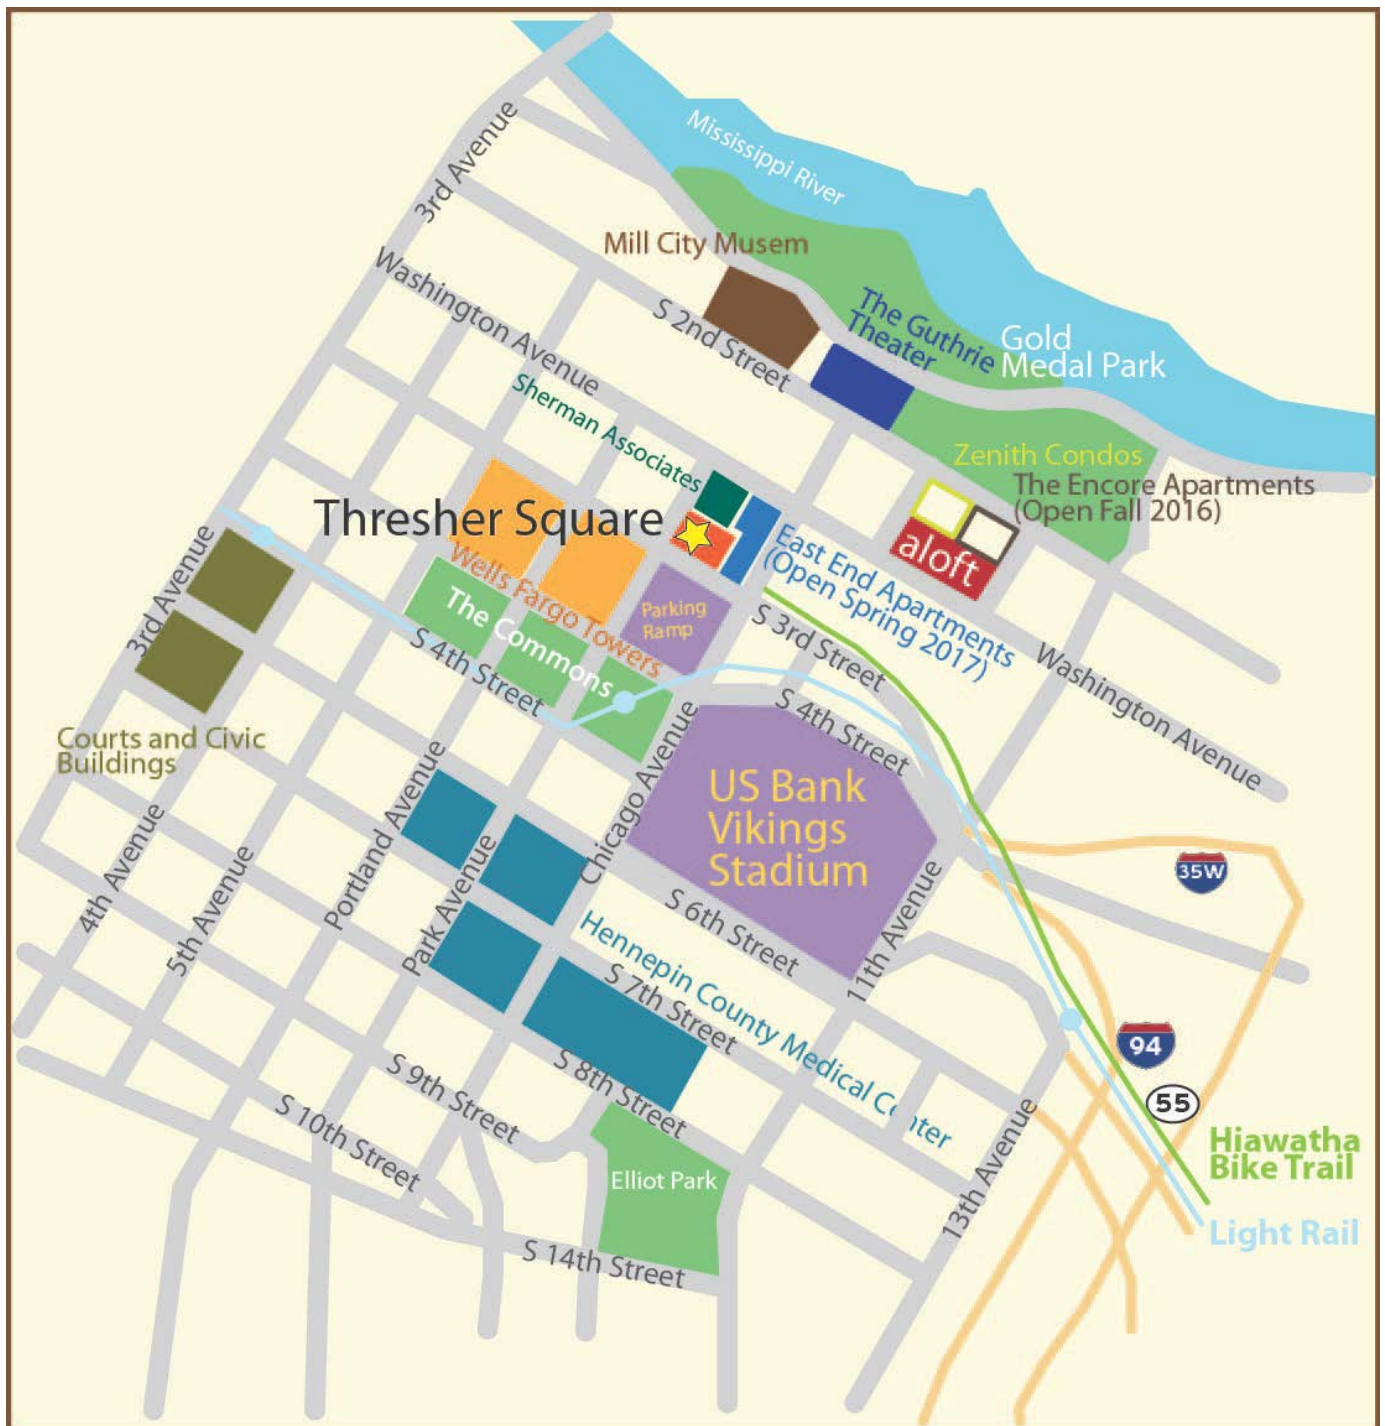 3rd Avenue
Mississippi River
Mill City Musem
Washington Avenue
S 2nd Street
The Guthrie
Theater
Gold
Medal Park
Sherman Associates
Zenith Condos
The Encore Apartments
(Open Fall 2016)
Thresher Square
aloft
East End Apartments
(Open Spring 2017)
Wells Fargo Towers
3rd Avenue
The Commons
Parking
Ramp
S 3rd Street
S 4th Street
Washington Avenue
S 4th Street
Courts and Civic
Buildings
US Bank
Vikings
Stadium
Chicago Avenue
Portland Avenue
4th Avenue
5th Avenue
Park Avenue
35W
S 6th Street
11th Avenue
Hennepin County Medical Center
S 7th Street
94
S 8th Street
S 9th Street
S 10th Street
55
Hiawatha
Bike Trail
13th Avenue
Elliot Park
Light Rail
S 14th Street